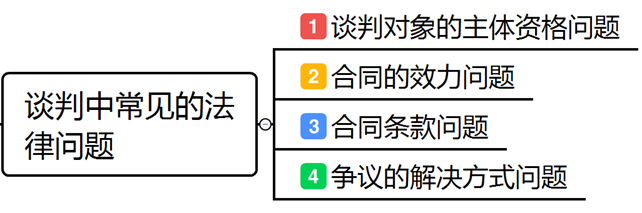 谈判中常见的法
律问题
1 谈判对象的主体资格问题
2 合同的效力问题
3 合同条款问题
4 争议的解决方式问题